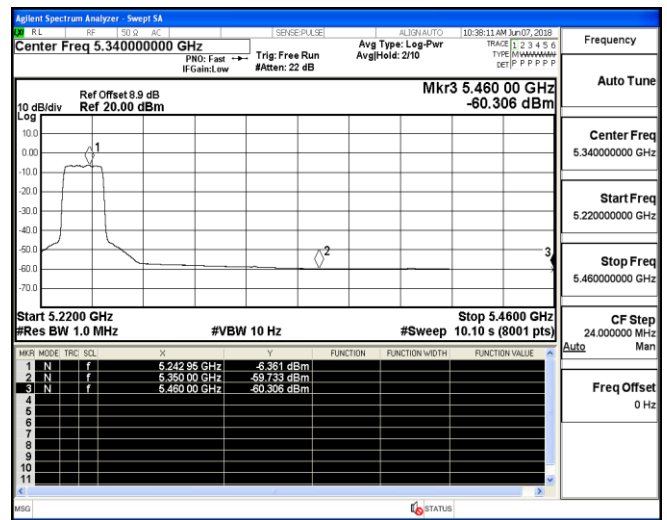 Agilent Spectrum Analyzer - Swept SA
RL RF 50 Ω AC SENSE:PULSE ALIGNAUTO 10:38:11 AM Jun 07, 2018
Center Freq 5.340000000 GHz
PNO: Fast
IFGain:Low
Trig: Free Run
#Atten: 22 dB
Avg Type: Log-Pwr
Avg|Hold: 2/10
TRACE 1 2 3 4 5 6
TYPE MWWWWW
DET P P P P P P
Mkr3 5.460 00 GHz
-60.306 dBm
Ref Offset 8.9 dB
10 dB/div Ref 20.00 dBm
Log
10.0
0.00
-10.0
-20.0
-30.0
-40.0
-50.0
-60.0
-70.0
1
2
3
Start 5.2200 GHz Stop 5.4600 GHz
#Res BW 1.0 MHz #VBW 10 Hz #Sweep 10.10 s (8001 pts)
MKR MODE TRC SCL X Y FUNCTION FUNCTION WIDTH FUNCTION VALUE
1 N f 5.242 95 GHz -6.361 dBm
2 N f 5.350 00 GHz -59.733 dBm
3 N f 5.460 00 GHz -60.306 dBm
4
5
6
7
8
9
10
11
MSG STATUS
Frequency
Auto Tune
Center Freq
5.340000000 GHz
Start Freq
5.220000000 GHz
Stop Freq
5.460000000 GHz
CF Step
24.000000 MHz
Auto Man
Freq Offset
0 Hz